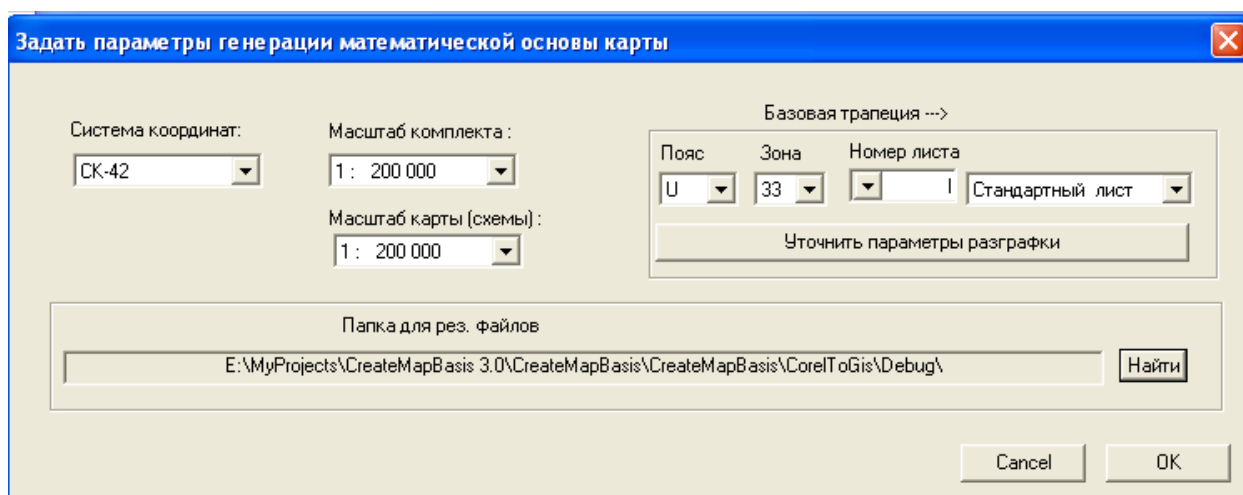 Задать параметры генерации математической основы карты
Базовая трапеция --->
Система координат:
Масштаб комплекта :
Пояс Зона Номер листа
СК-42
1 : 200 000
U 33 I Стандартный лист
Масштаб карты (схемы) :
Уточнить параметры разграфки
1 : 200 000
Папка для рез. файлов
E:\MyProjects\CreateMapBasis 3.0\CreateMapBasis\CreateMapBasis\CorelToGis\Debug\
Найти
Cancel OK